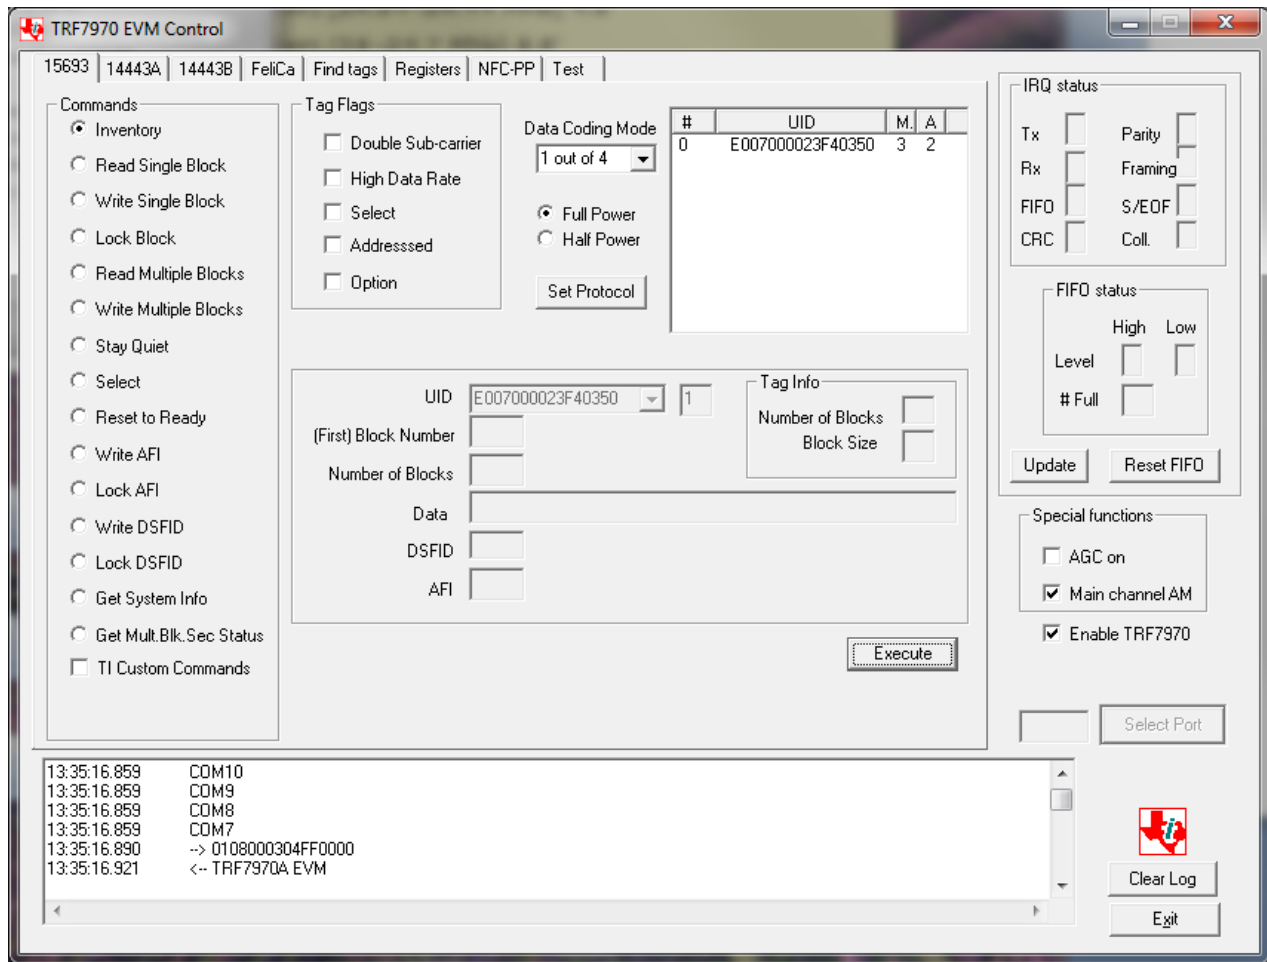 TRF7970 EVM Control
15693 14443A 14443B FeliCa Find tags Registers NFC-PP Test
Commands
Inventory
Read Single Block
Write Single Block
Lock Block
Read Multiple Blocks
Write Multiple Blocks
Stay Quiet
Select
Reset to Ready
Write AFI
Lock AFI
Write DSFID
Lock DSFID
Get System Info
Get Mult.Blk.Sec Status
TI Custom Commands
Tag Flags
Double Sub-carrier
High Data Rate
Select
Addresssed
Option
Data Coding Mode
1 out of 4
Full Power
Half Power
Set Protocol
# UID M. A
0 E007000023F40350 3 2
UID E007000023F40350 1
(First) Block Number
Number of Blocks
Data
DSFID
AFI
Tag Info
Number of Blocks
Block Size
Execute
IRQ status
Tx Parity
Rx Framing
FIFO S/EOF
CRC Coll.
FIFO status
High Low
Level
# Full
Update Reset FIFO
Special functions
AGC on
Main channel AM
Enable TRF7970
Select Port
13:35:16.859 COM10
13:35:16.859 COM9
13:35:16.859 COM8
13:35:16.859 COM7
13:35:16.890 --> 0108000304FF0000
13:35:16.921 <-- TRF7970A EVM
Clear Log
Exit